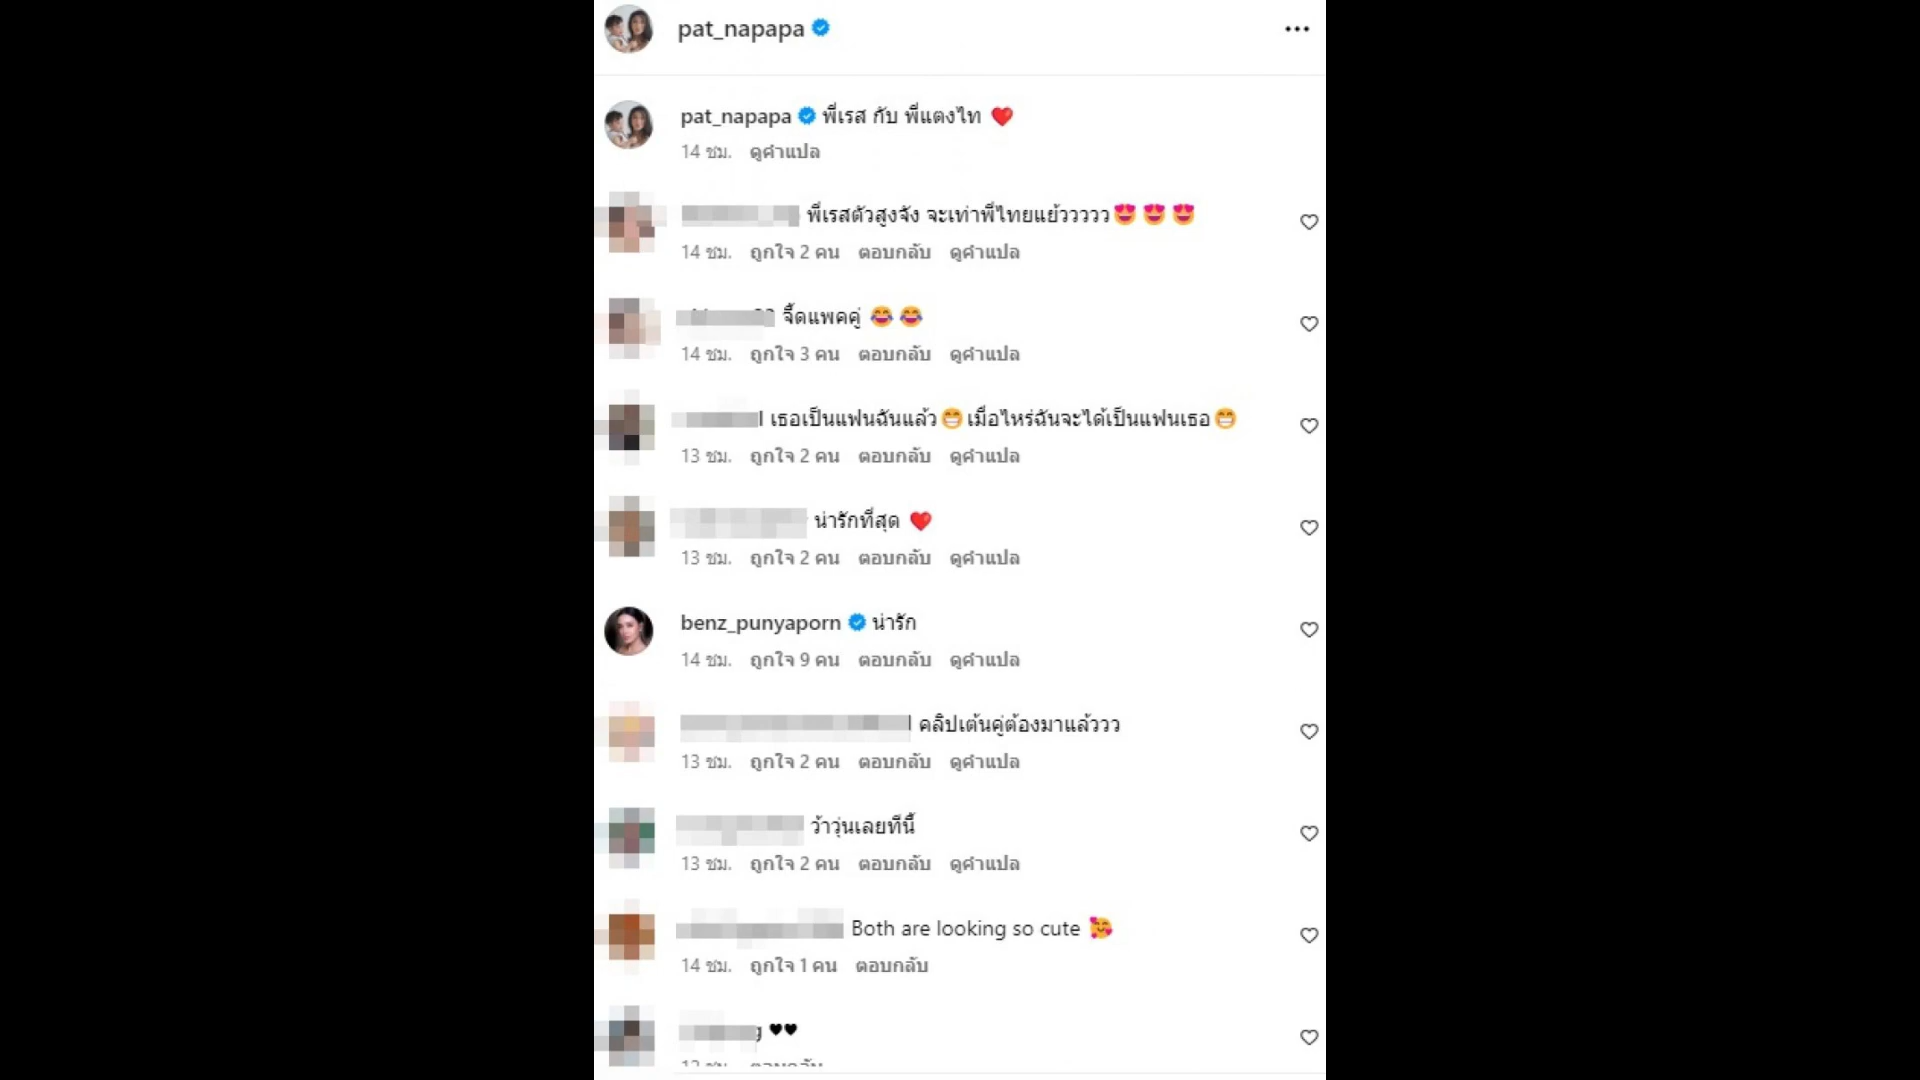 pat_napapa
pat_napapa พี่เรส กับ พี่แตงไท ❤️
14 ชม. ดูคำแปล
พี่เรสตัวสูงจัง จะเท่าพี่ไทยแย้ววววว😍😍😍
14 ชม. ถูกใจ 2 คน ตอบกลับ ดูคำแปล
จี๊ดแพคคู่ 😂😂
14 ชม. ถูกใจ 3 คน ตอบกลับ ดูคำแปล
เธอเป็นแฟนฉันแล้ว😁เมื่อไหร่ฉันจะได้เป็นแฟนเธอ😁
13 ชม. ถูกใจ 2 คน ตอบกลับ ดูคำแปล
น่ารักที่สุด ❤️
13 ชม. ถูกใจ 2 คน ตอบกลับ ดูคำแปล
benz_punyaporn น่ารัก
14 ชม. ถูกใจ 9 คน ตอบกลับ ดูคำแปล
คลิปเต้นคู่ต้องมาแล้ววว
13 ชม. ถูกใจ 2 คน ตอบกลับ ดูคำแปล
ว้าวุ่นเลยทีนี้
13 ชม. ถูกใจ 2 คน ตอบกลับ ดูคำแปล
Both are looking so cute 🥰
14 ชม. ถูกใจ 1 คน ตอบกลับ
🖤🖤